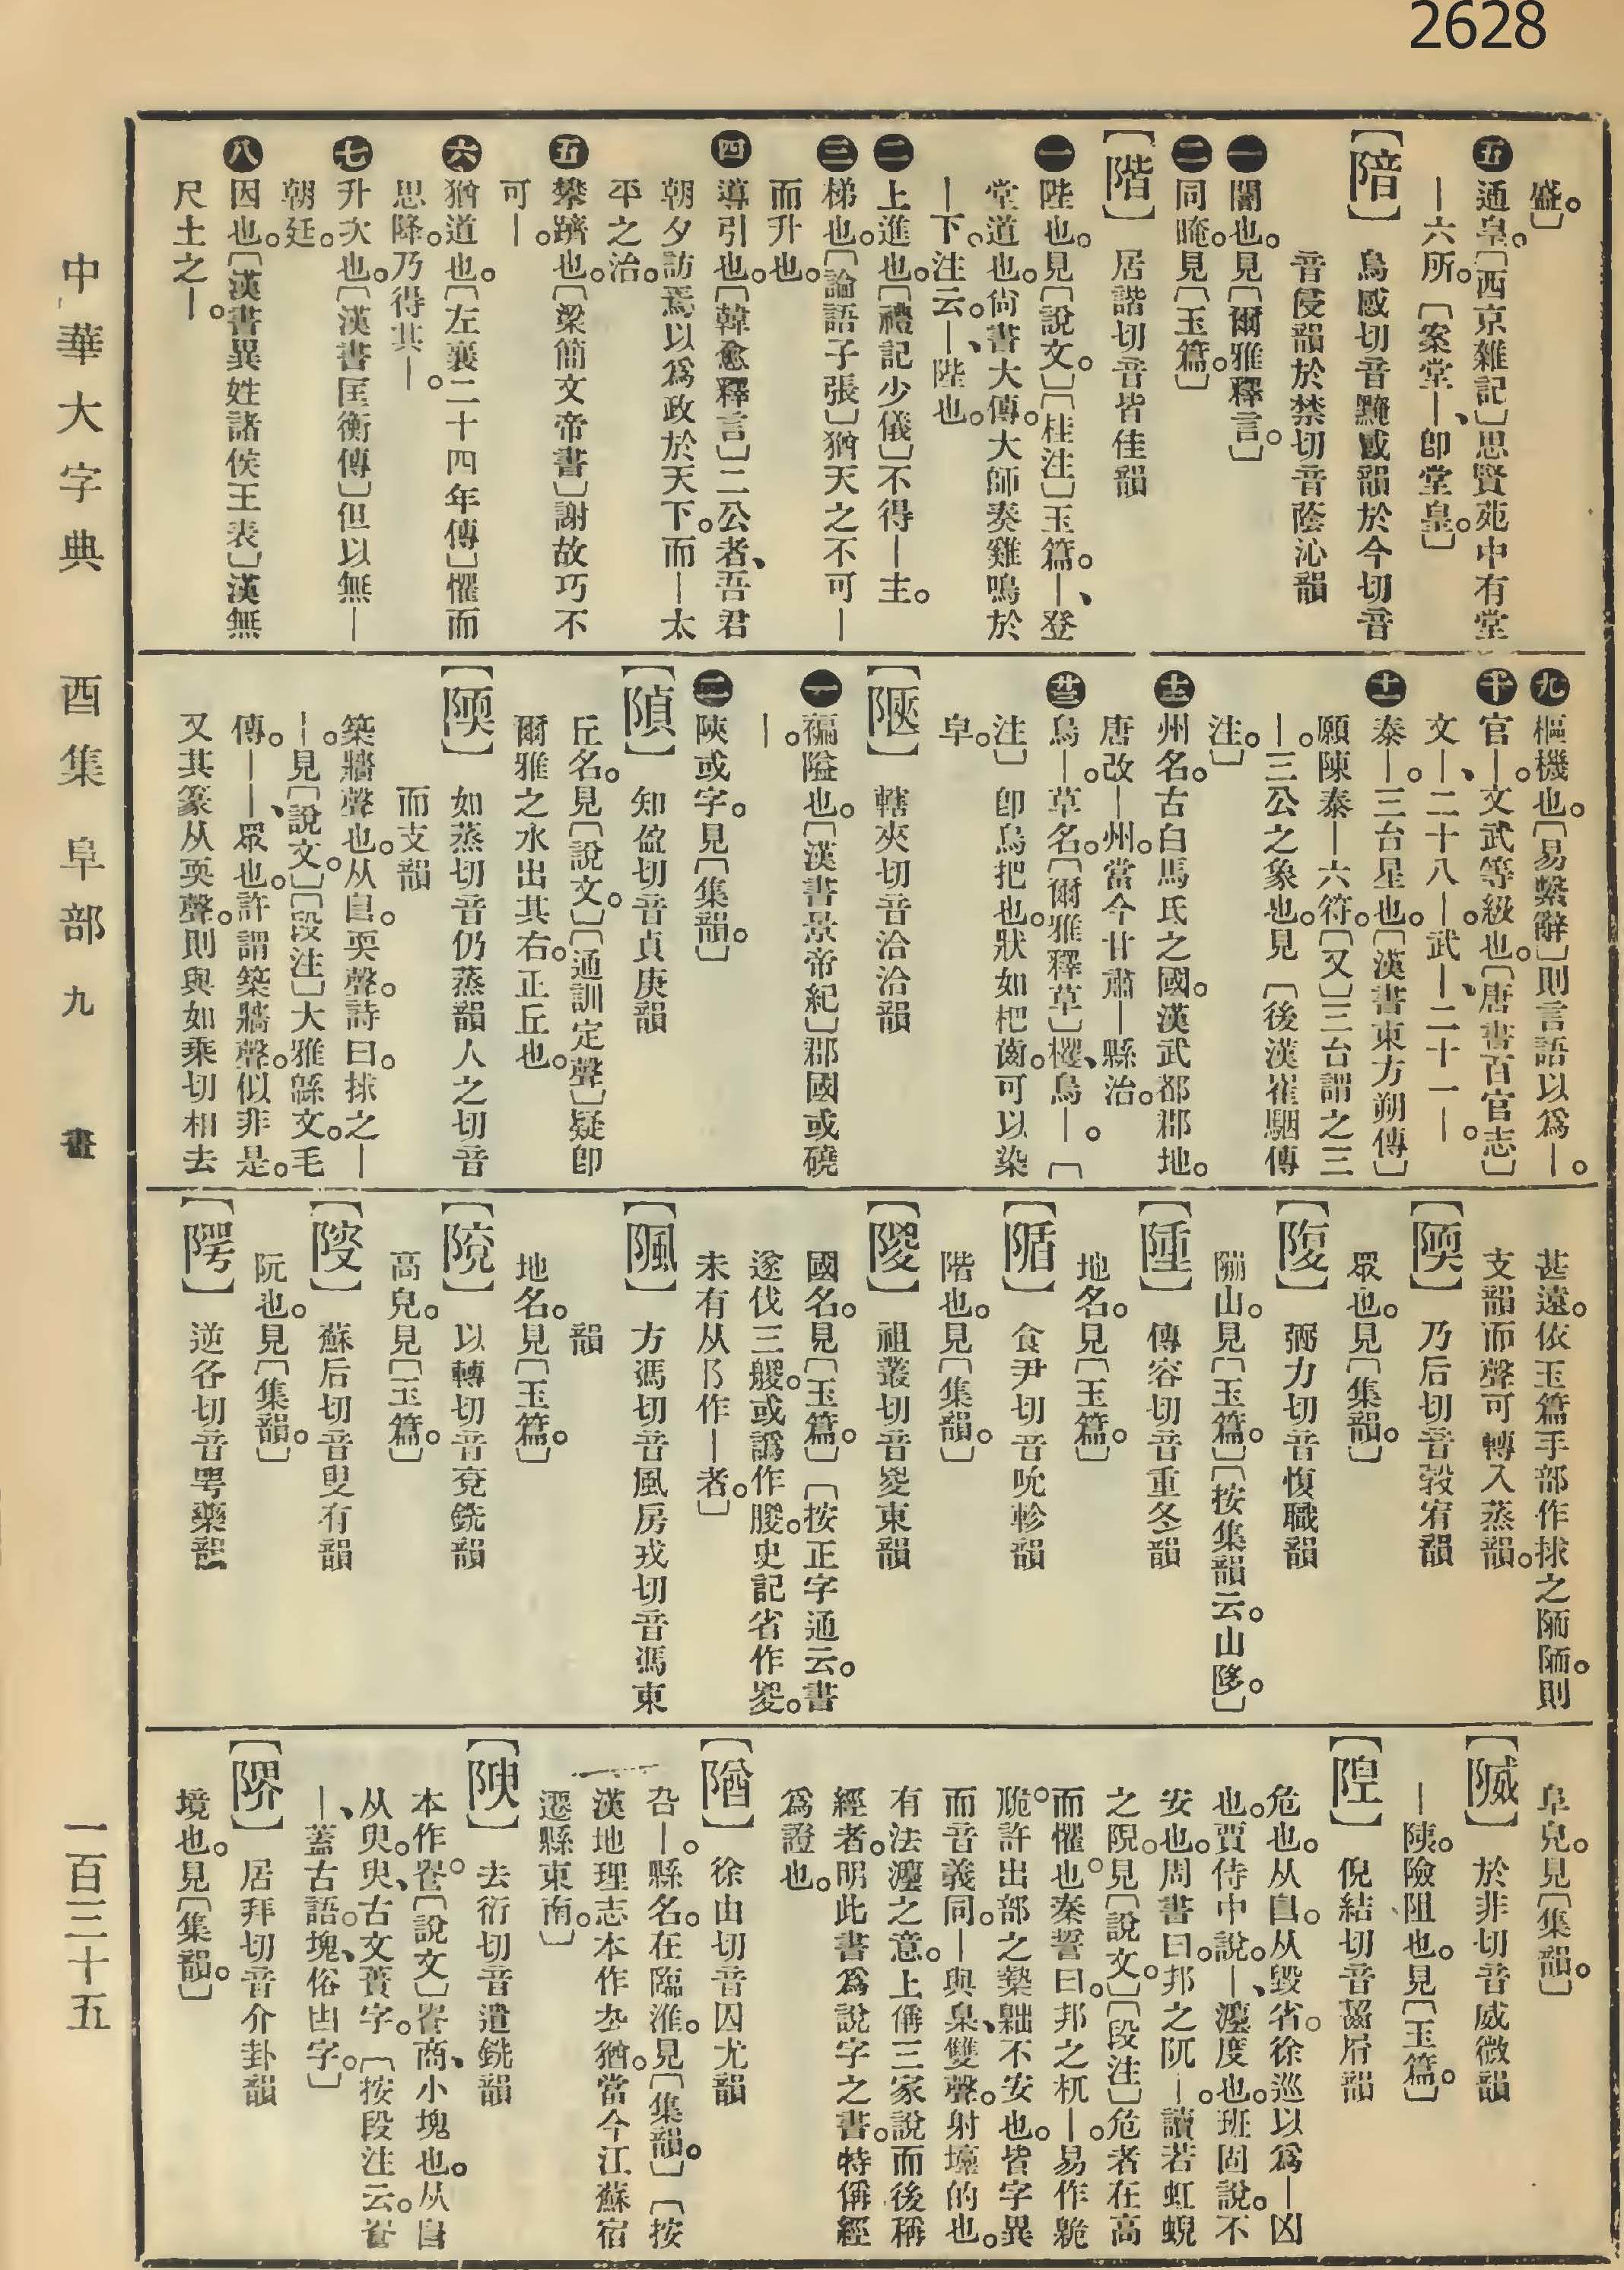 2628
盛。〕
㊄通皇。〔西京雜記〕思賢苑中有堂
—六所。〔案堂—、卽堂皇。〕
【陪】烏感切音黤感韻於今切音
音侵韻於禁切音蔭沁韻
㊀闇也。見〔爾雅釋言。〕
㊁同晻。見〔玉篇。〕
【階】居諧切音皆佳韻
㊀陛也。見〔說文。〕〔桂注〕玉篇。—、登
堂道也。尙書大傳。大師奏雞鳴於
—下、注云。—、陛也。
㊁上進也。〔禮記少儀〕不得—主。
㊂梯也。〔論語子張〕猶天之不可—
而升也。
㊃導引也。〔韓愈釋言〕二公者、吾君
朝夕訪焉以爲政於天下。而—太
平之治。
㊄攀躋也。〔梁簡文帝書〕謝故巧不
可—。
㊅猶道也。〔左襄二十四年傳〕懼而
思降。乃得其—。
㊆升次也。〔漢書匡衡傳〕但以無—
朝廷。
㊇因也。〔漢書異姓諸侯王表〕漢無
尺土之—。
㊈樞機也。〔易繫辭〕則言語以爲—。
㊉官—。文武等級也。〔唐書百官志〕
文—、二十八—。武—、二十一—。
十一泰—。三台星也。〔漢書東方朔傳〕
願陳泰—六符。〔又〕三台謂之三
—。三公之象也。見〔後漢崔駰傳
注。〕
十二州名。古白馬氏之國。漢武都郡地。
唐改—州。當今甘肅—縣治。
十三烏—。草名。〔爾雅釋草〕櫻、烏—。〔
注〕卽烏把也。狀如杷齒。可以染
皁。
【陿】轄夾切音洽洽韻
㊀褊隘也。〔漢書景帝紀〕郡國或磽
—。
㊁陜或字。見〔集韻。〕
【隕】知盈切音貞庚韻
丘名。見〔說文。〕〔通訓定聲〕疑卽
爾雅之水出其右。正丘也。
【陾】如蒸切音仍蒸韻人之切音
而支韻
築牆聲也。从𨸏。耎聲。詩曰。捄之—
—。見〔說文。〕〔段注〕大雅緜文。毛
傳。——、眾也。許謂築牆聲。似非是。
又其篆从耎聲。則與如乘切相去
甚遠。依玉篇手部作捄之陑陑。則
支韻而聲可轉入蒸韻。
【陾】乃后切音㝅宥韻
眾也。見〔集韻。〕
【䧗】弼力切音愎職韻
䧛山。見〔玉篇。〕〔按集韻云。山陊。〕
【㖶】傳容切音重冬韻
地名。見〔玉篇。〕
【䧝】食尹切音吮軫韻
階也。見〔集韻。〕
【㚇】祖叢切音㚇東韻
國名。見〔玉篇。〕〔按正字通云。書
遂伐三朡。或譌作朡。史記省作㚇。
未有从阝作—者。〕
【偑】方馮切音風房戎切音馮東
韻
地名。見〔玉篇。〕
【䧘】以轉切音兗銑韻
高皃。見〔玉篇。〕
【𨻧】蘇后切音叟有韻
阮也。見〔集韻。〕
【𨻆】逆各切音咢藥韻
阜皃。見〔集韻。〕
【隇】於非切音威微韻
—𨺙。險阻也。見〔玉篇。〕
【隉】倪結切音齧屑韻
危也。从𨸏。从毀省。徐巡以爲—凶
也。賈侍中說。—、灋度也。班固說。不
安也。周書曰。邦之阢—。讀若虹蜺
之蜺。見〔說文。〕〔段注〕危者在高
而懼也。秦誓曰。邦之杌—。易作臲
卼。許出部之槷𪓐不安也。皆字異
而音義同。—與臬、雙聲。射壕的也。
有法灋之意。上偁三家說而後稱
經者。明此書爲說字之書。特偁經
爲證也。
【䧘】徐由切音囚尤韻
厹—。縣名。在臨淮。見〔集韻。〕〔按
漢地理志本作厹猶。當今江蘇宿
遷縣東南。〕
【𨺫】去衍切音遣銑韻
本作𨺫。〔說文〕𨺫商、小塊也。从𨸏
从臾。臾、古文蕢字。〔按段注云。𨺫
—、蓋古語。塊、俗凷字。〕
【𨺬】居拜切音介卦韻
境也。見〔集韻。〕
中華大字典　酉集　阜部　九　畫
一百三十五